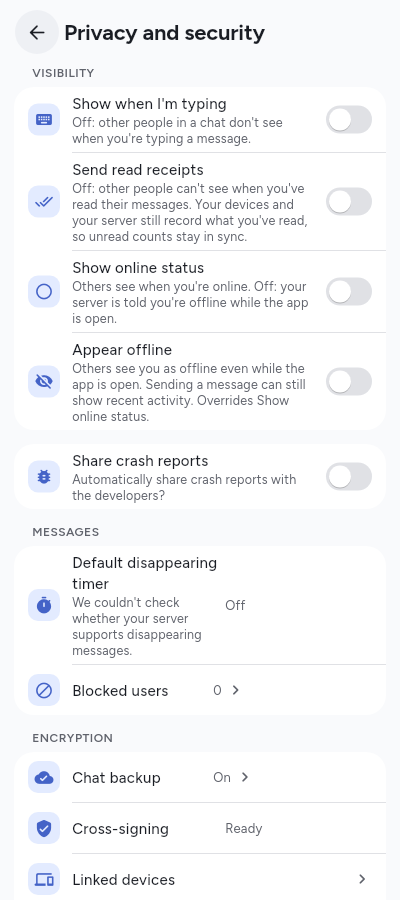 Privacy and security
VISIBILITY
Show when I'm typing
Off: other people in a chat don't see
when you're typing a message.
Send read receipts
Off: other people can't see when you've
read their messages. Your devices and
your server still record what you've read,
so unread counts stay in sync.
Show online status
Others see when you're online. Off: your
server is told you're offline while the app
is open.
Appear offline
Others see you as offline even while the
app is open. Sending a message can still
show recent activity. Overrides Show
online status.
Share crash reports
Automatically share crash reports with
the developers?
MESSAGES
Default disappearing
timer
We couldn't check
whether your server
supports disappearing
messages.
Off
Blocked users
0
ENCRYPTION
Chat backup
On
Cross-signing
Ready
Linked devices